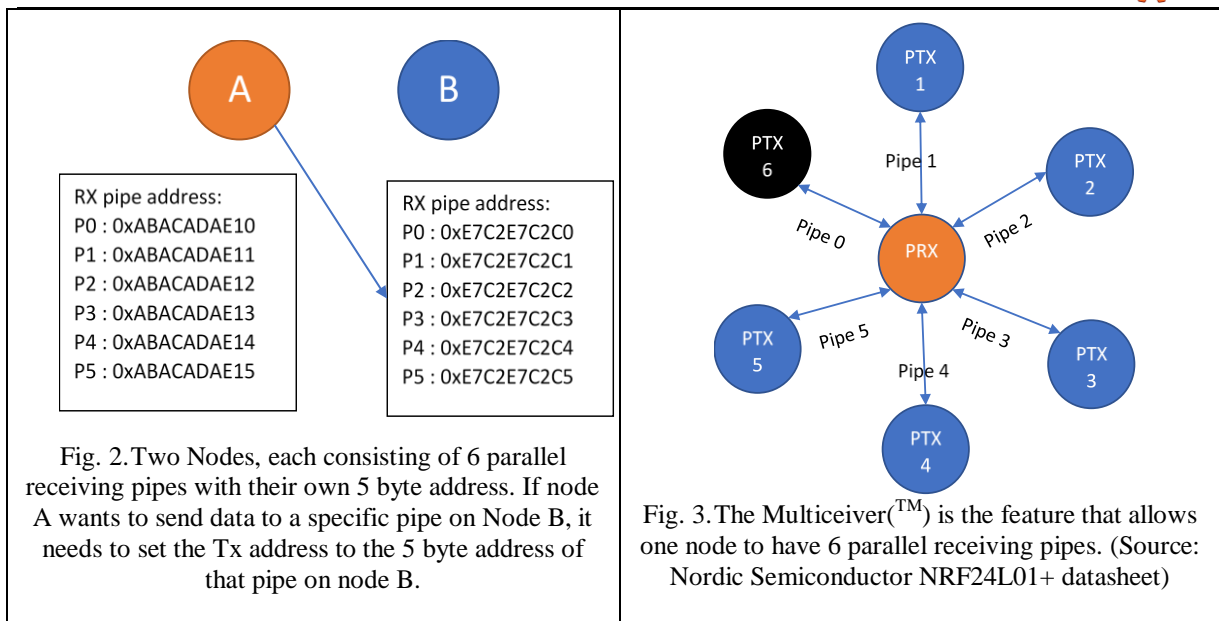 A
B
RX pipe address:
P0 : 0xABACADAE10
P1 : 0xABACADAE11
P2 : 0xABACADAE12
P3 : 0xABACADAE13
P4 : 0xABACADAE14
P5 : 0xABACADAE15
RX pipe address:
P0 : 0xE7C2E7C2C0
P1 : 0xE7C2E7C2C1
P2 : 0xE7C2E7C2C2
P3 : 0xE7C2E7C2C3
P4 : 0xE7C2E7C2C4
P5 : 0xE7C2E7C2C5
Fig. 2.Two Nodes, each consisting of 6 parallel
receiving pipes with their own 5 byte address. If node
A wants to send data to a specific pipe on Node B, it
needs to set the Tx address to the 5 byte address of
that pipe on node B.
PTX
1
PTX
6
Pipe 1
PTX
2
Pipe 0
Pipe 2
PRX
PTX
5
Pipe 5
Pipe 3
PTX
3
Pipe 4
PTX
4
Fig. 3.The Multiceiver(™) is the feature that allows
one node to have 6 parallel receiving pipes. (Source:
Nordic Semiconductor NRF24L01+ datasheet)